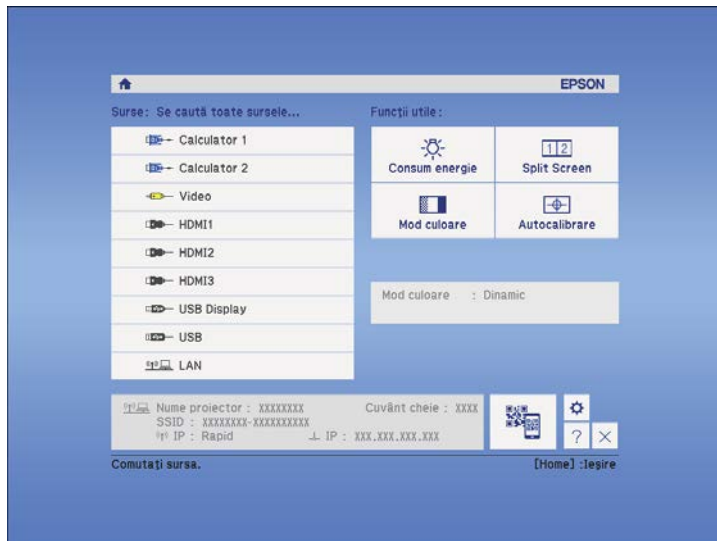 EPSON
Surse: Se caută toate sursele...
Calculator 1
Calculator 2
Video
HDMI1
HDMI2
HDMI3
USB Display
USB
LAN
Funcții utile :
Consum energie
1 2
Split Screen
Mod culoare
Autocalibrare
Mod culoare : Dinamic
Nume proiector : XXXXXXXX Cuvânt cheie : XXXX
SSID : XXXXXXXX-XXXXXXXXXX
IP : Rapid IP : XXX.XXX.XXX.XXX
?
Comutați sursa. [Home] :Ieșire